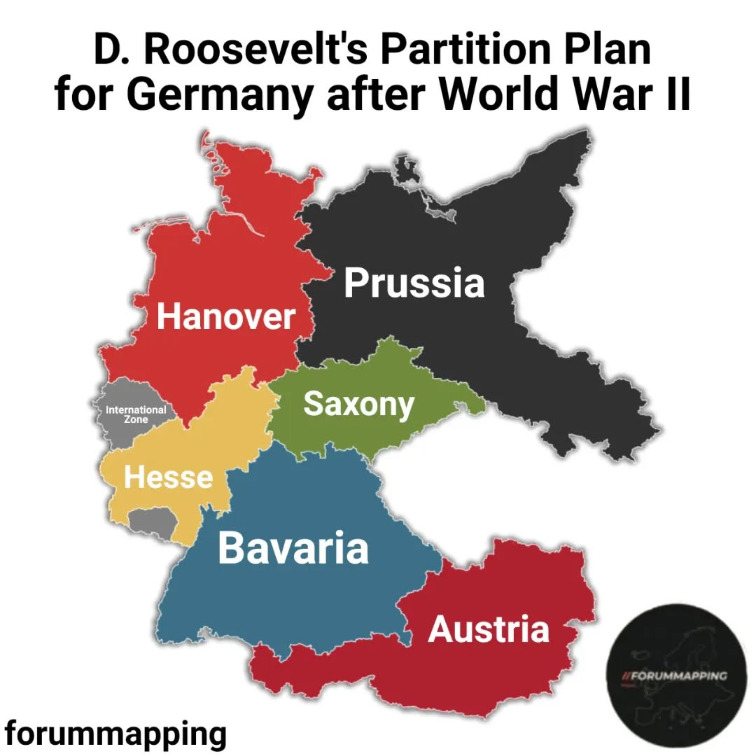 D. Roosevelt's Partition Plan
for Germany after World War II
Prussia
Hanover
Saxony
International
Zone
Hesse
Bavaria
Austria
//FORUMMAPPING
forummapping